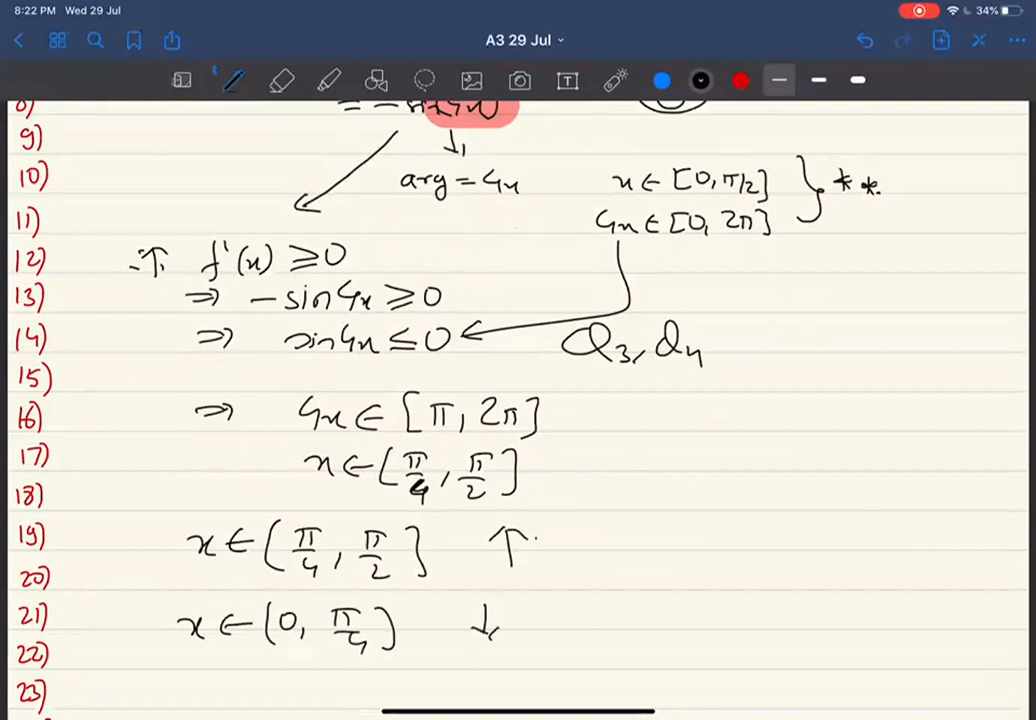 8:22 PM Wed 29 Jul 34%
A3 29 Jul
8) = - sin4x
9)
10) arg = 4x x ∈ [0, π/2] } **.
11) 4x ∈ [0, 2π]
12) ∴↑ f'(x) ≥ 0
13) ⇒ - sin4x ≥ 0
14) ⇒ sin4x ≤ 0 Q3, Q4
15)
16) ⇒ 4x ∈ [π, 2π]
17) x ∈ (π/4, π/2]
18)
19) x ∈ (π/4, π/2] ↑
20)
21) x ∈ (0, π/4) ↓
22)
23)